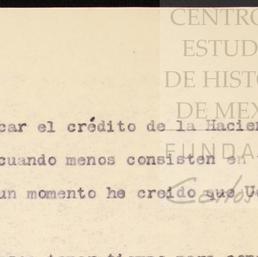 CENTRO
ESTUD
DE HISTO
DE MEX
FUNDA
car el crédito de la Hacien
cuando menos consisten en
un momento he creido que U